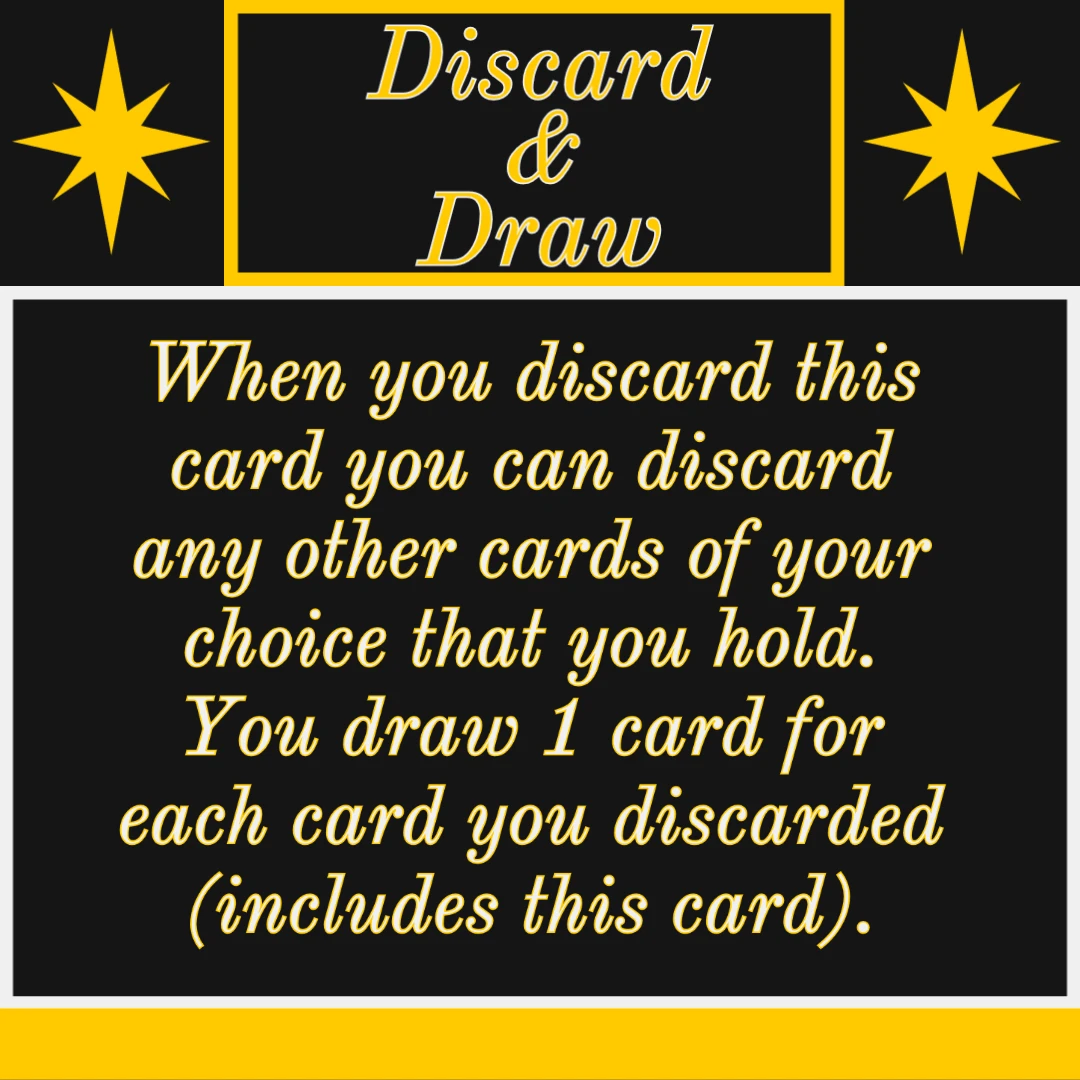 Discard
&
Draw
When you discard this
card you can discard
any other cards of your
choice that you hold.
You draw 1 card for
each card you discarded
(includes this card).